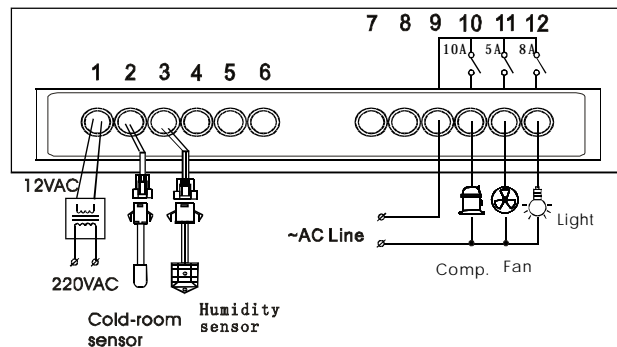 7 8 9 10 11 12
10A 5A 8A
1 2 3 4 5 6
12VAC
220VAC
Cold-room
sensor
Humidity
sensor
~AC Line
Comp.
Fan
Light